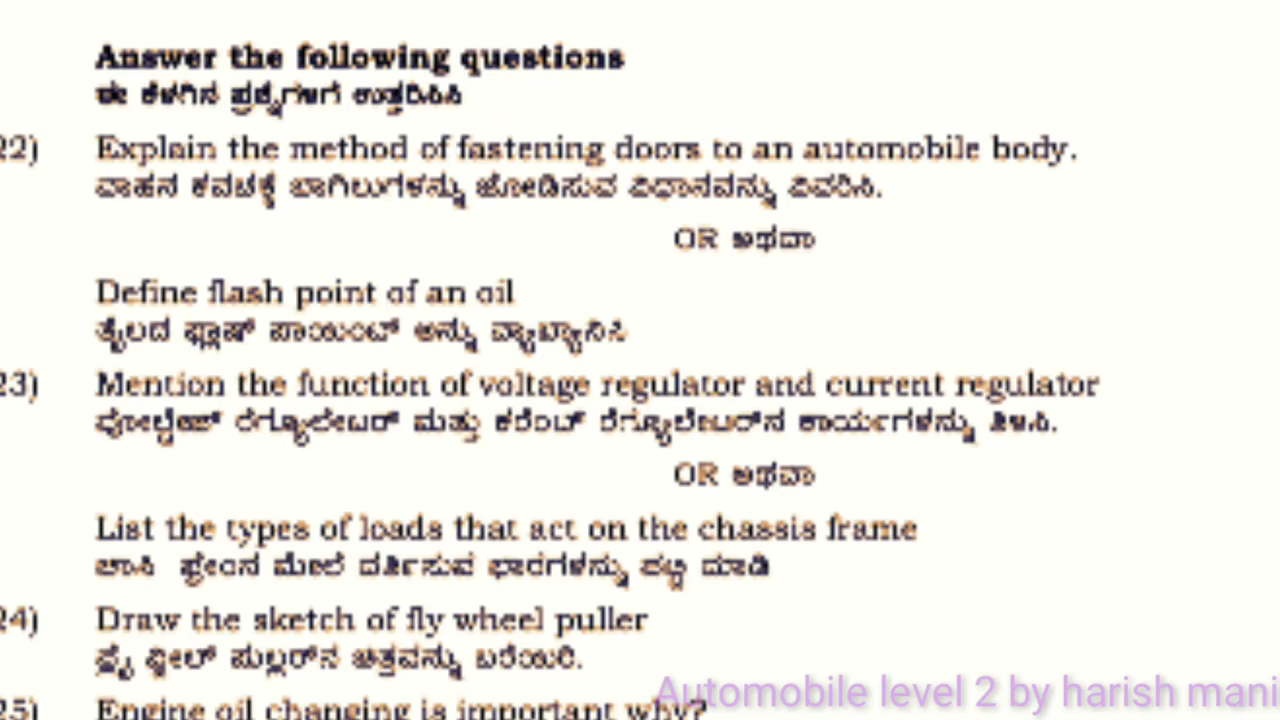 Answer the following questions
ಈ ಕೆಳಗಿನ ಪ್ರಶ್ನೆಗಳಿಗೆ ಉತ್ತರಿಸಿ
22) Explain the method of fastening doors to an automobile body.
ವಾಹನ ಕವಚಕ್ಕೆ ಬಾಗಿಲುಗಳನ್ನು ಜೋಡಿಸುವ ವಿಧಾನವನ್ನು ವಿವರಿಸಿ.
OR ಅಥವಾ
Define flash point of an oil
ತೈಲದ ಫ್ಲಾಷ್ ಪಾಯಿಂಟ್ ಅನ್ನು ವ್ಯಾಖ್ಯಾನಿಸಿ
23) Mention the function of voltage regulator and current regulator
ವೋಲ್ಟೇಜ್ ರೆಗ್ಯೂಲೇಟರ್ ಮತ್ತು ಕರೆಂಟ್ ರೆಗ್ಯೂಲೇಟರ್‌ನ ಕಾರ್ಯಗಳನ್ನು ತಿಳಿಸಿ.
OR ಅಥವಾ
List the types of loads that act on the chassis frame
ಚಾಸಿ ಫ್ರೇಂನ ಮೇಲೆ ವರ್ತಿಸುವ ಭಾರಗಳನ್ನು ಪಟ್ಟಿ ಮಾಡಿ
24) Draw the sketch of fly wheel puller
ಫ್ಲೈ ವ್ಹೀಲ್ ಪುಲ್ಲರ್‌ನ ಚಿತ್ರವನ್ನು ಬರೆಯಿರಿ.
25) Engine oil changing is important why?
Automobile level 2 by harish mani